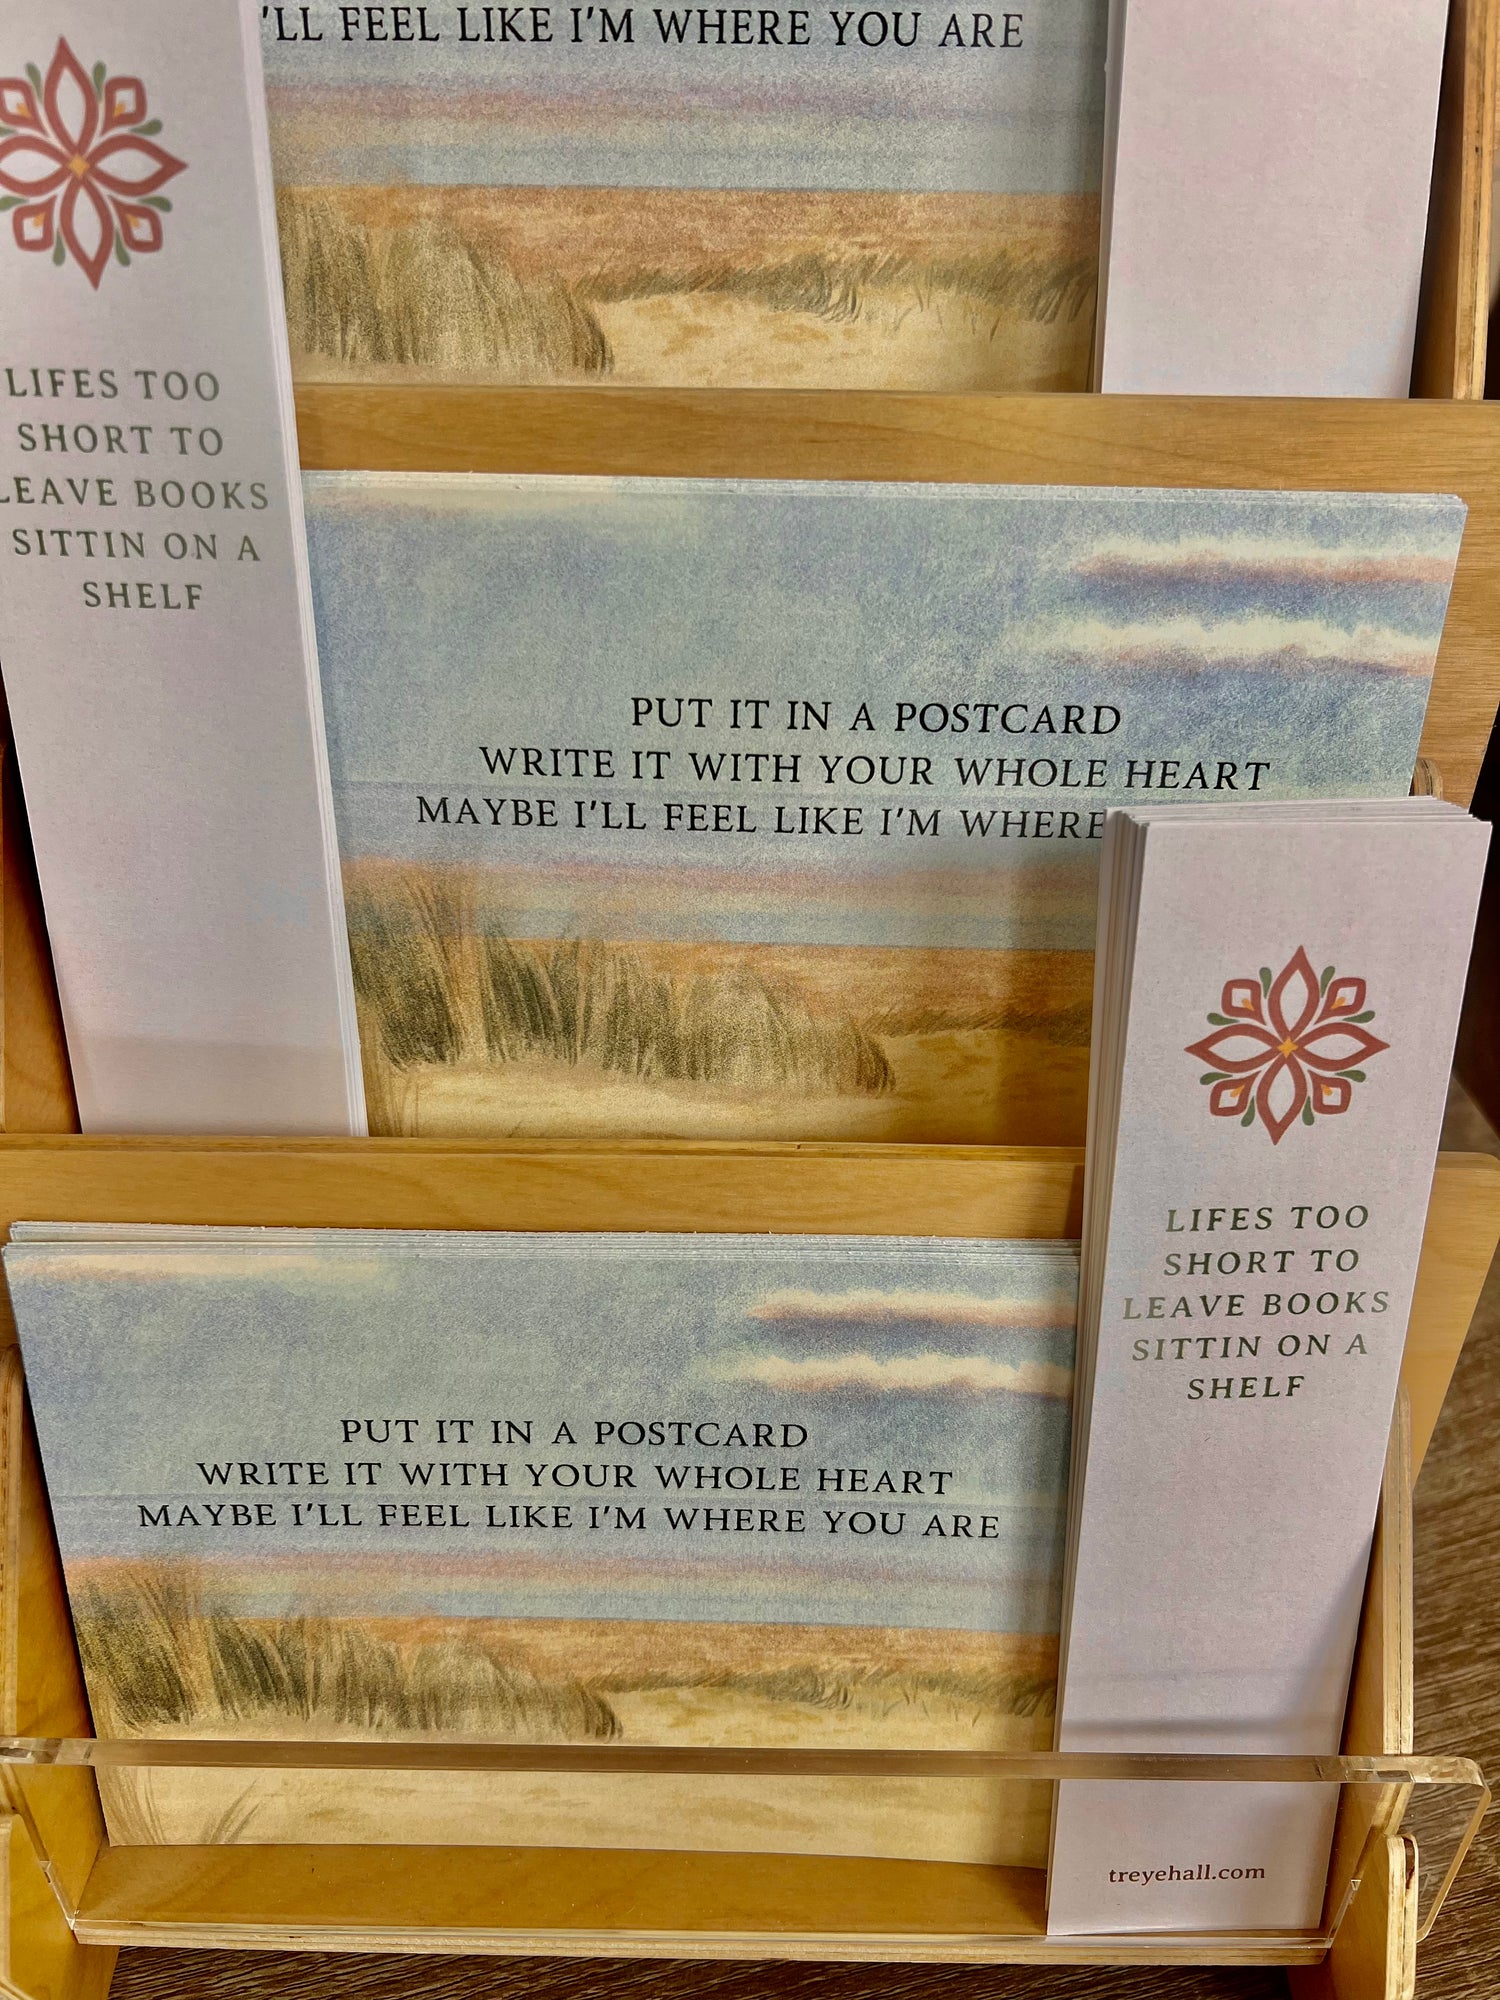 'LL FEEL LIKE I'M WHERE YOU ARE
LIFES TOO
SHORT TO
LEAVE BOOKS
SITTIN ON A
SHELF
PUT IT IN A POSTCARD
WRITE IT WITH YOUR WHOLE HEART
MAYBE I'LL FEEL LIKE I'M WHERE
LIFES TOO
SHORT TO
LEAVE BOOKS
SITTIN ON A
SHELF
treyehall.com
PUT IT IN A POSTCARD
WRITE IT WITH YOUR WHOLE HEART
MAYBE I'LL FEEL LIKE I'M WHERE YOU ARE